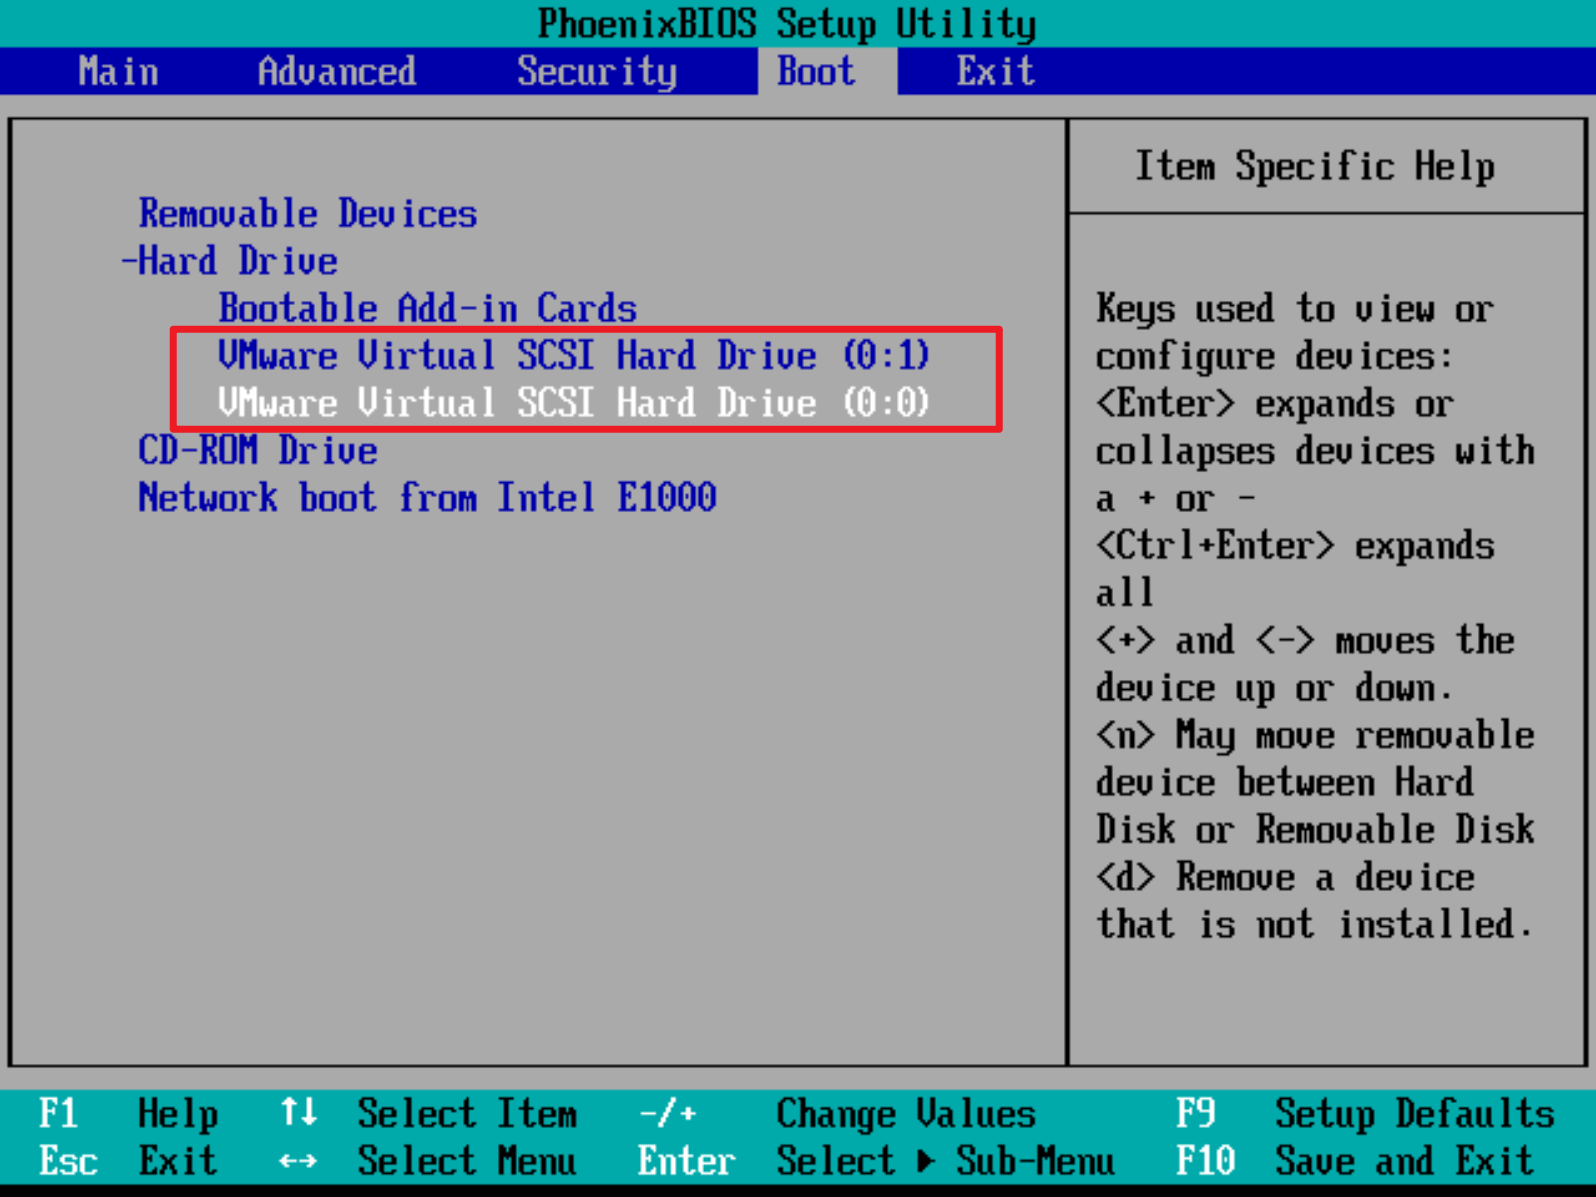 PhoenixBIOS Setup Utility
Main Advanced Security Boot Exit
Removable Devices
-Hard Drive
Bootable Add-in Cards
VMware Virtual SCSI Hard Drive (0:1)
VMware Virtual SCSI Hard Drive (0:0)
CD-ROM Drive
Network boot from Intel E1000
Item Specific Help
Keys used to view or
configure devices:
<Enter> expands or
collapses devices with
a + or -
<Ctrl+Enter> expands
all
<+> and <-> moves the
device up or down.
<n> May move removable
device between Hard
Disk or Removable Disk
<d> Remove a device
that is not installed.
F1 Help ↑↓ Select Item -/+ Change Values F9 Setup Defaults
Esc Exit ↔ Select Menu Enter Select ▶ Sub-Menu F10 Save and Exit